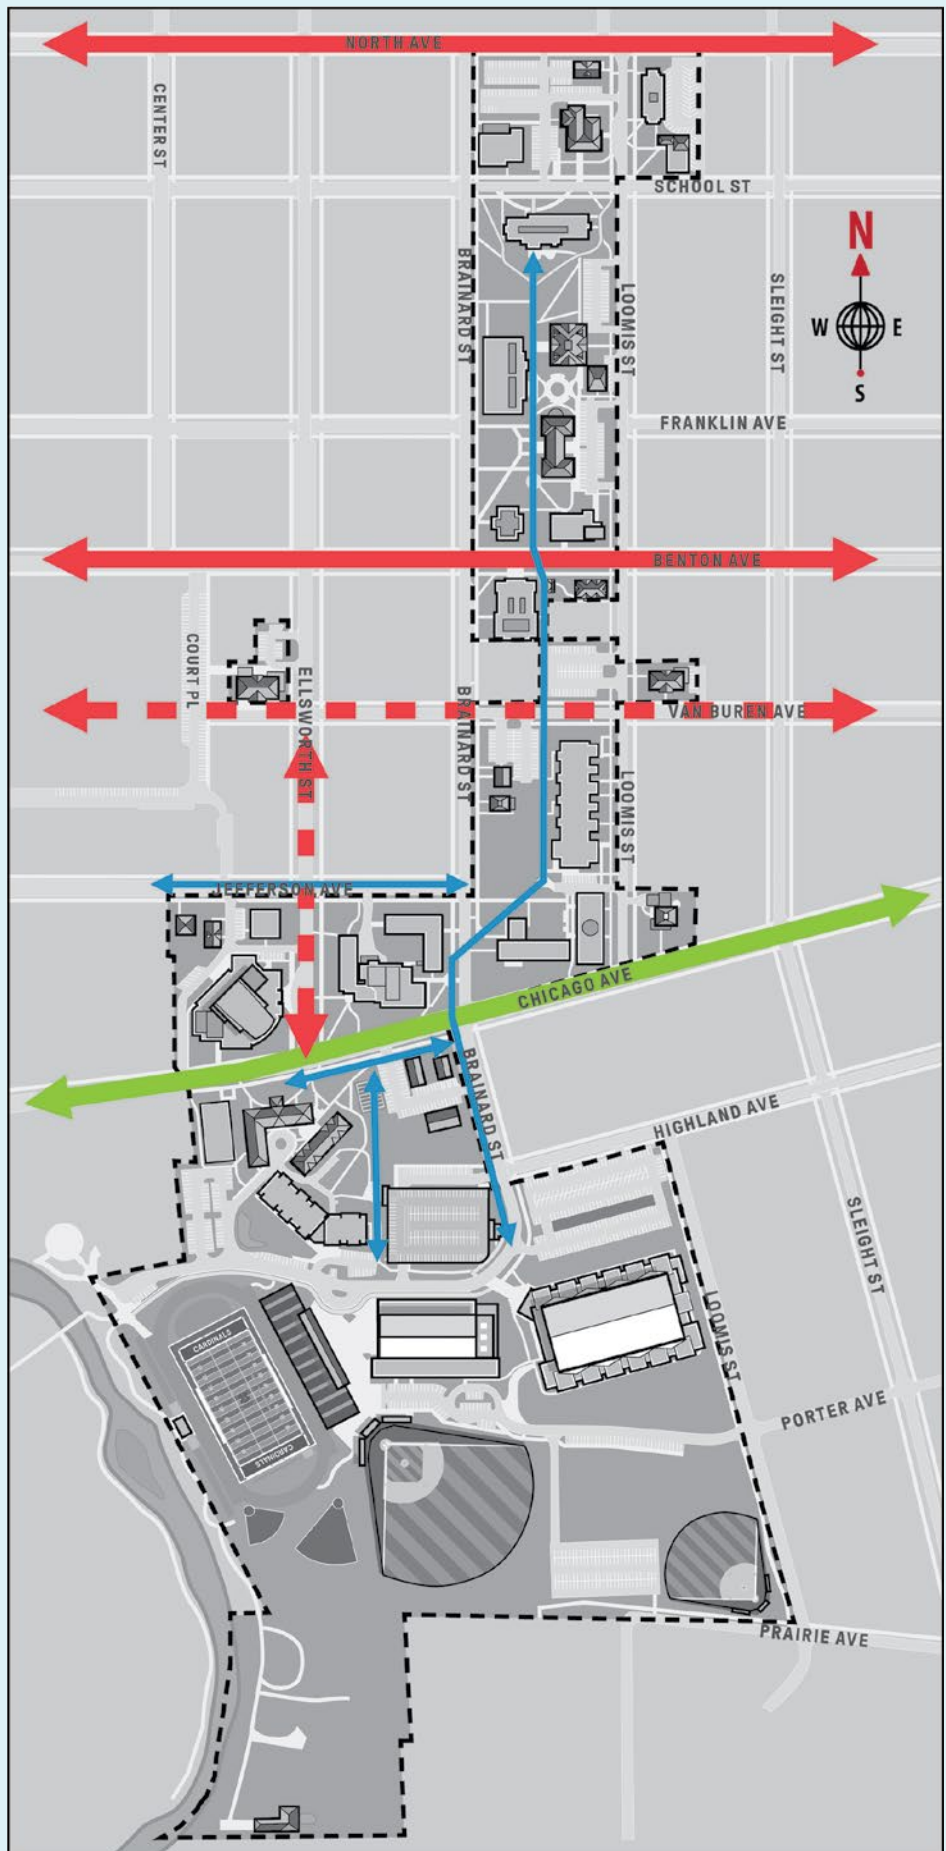 NORTH AVE
CENTER ST
SCHOOL ST
N
W E
S
BRAINARD ST
LOOMIS ST
SLEIGHT ST
FRANKLIN AVE
BENTON AVE
COURT PL
ELLSWORTH ST
BRAINARD ST
VAN BUREN AVE
LOOMIS ST
JEFFERSON AVE
CHICAGO AVE
BRAINARD ST
HIGHLAND AVE
SLEIGHT ST
LOOMIS ST
CARDINALS
CARDINALS
PORTER AVE
PRAIRIE AVE